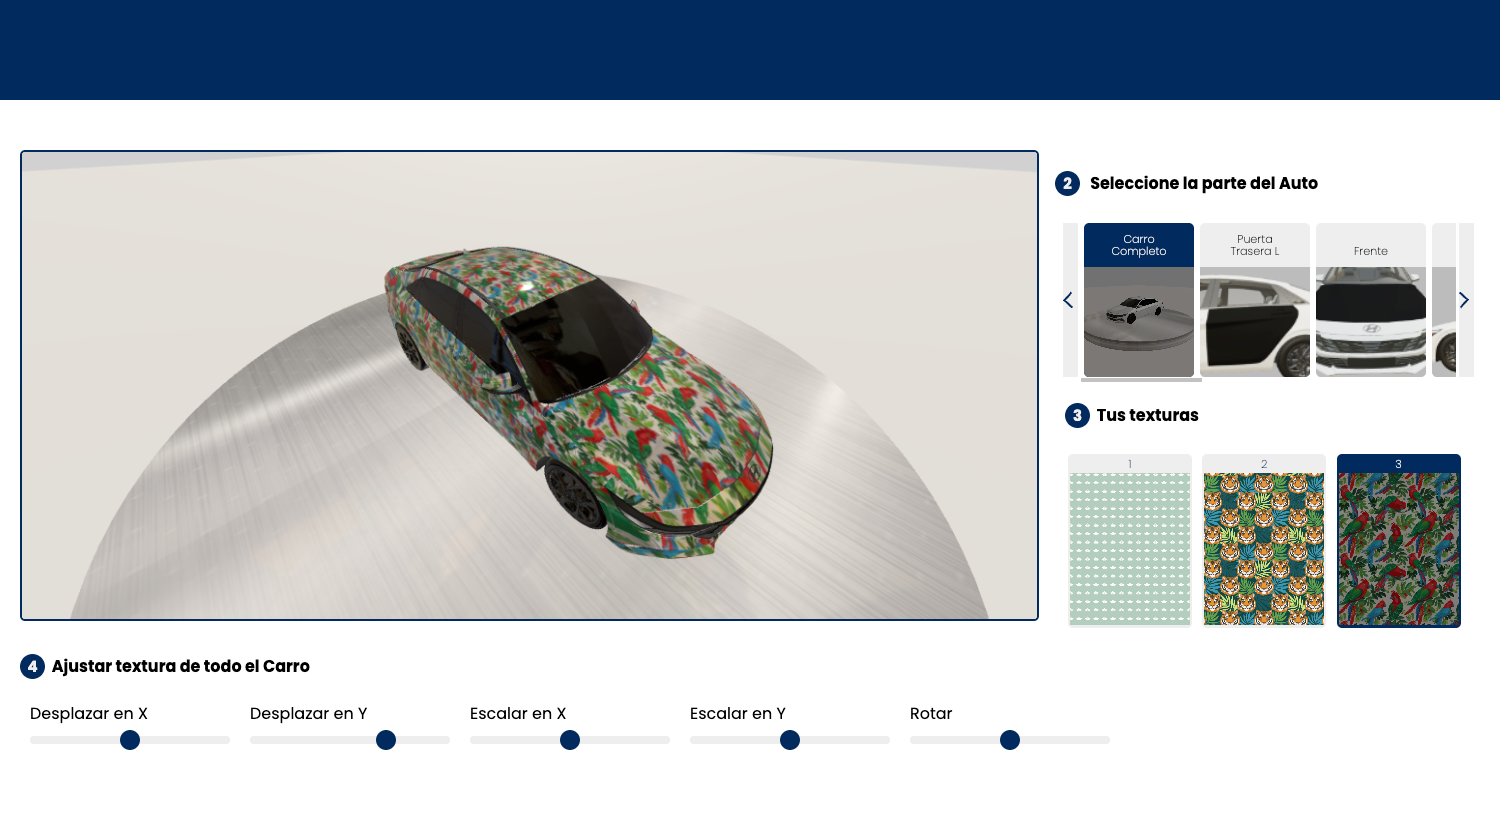 2 Seleccione la parte del Auto
Carro
Completo
Puerta
Trasera L
Frente
3 Tus texturas
1
2
3
4 Ajustar textura de todo el Carro
Desplazar en X
Desplazar en Y
Escalar en X
Escalar en Y
Rotar